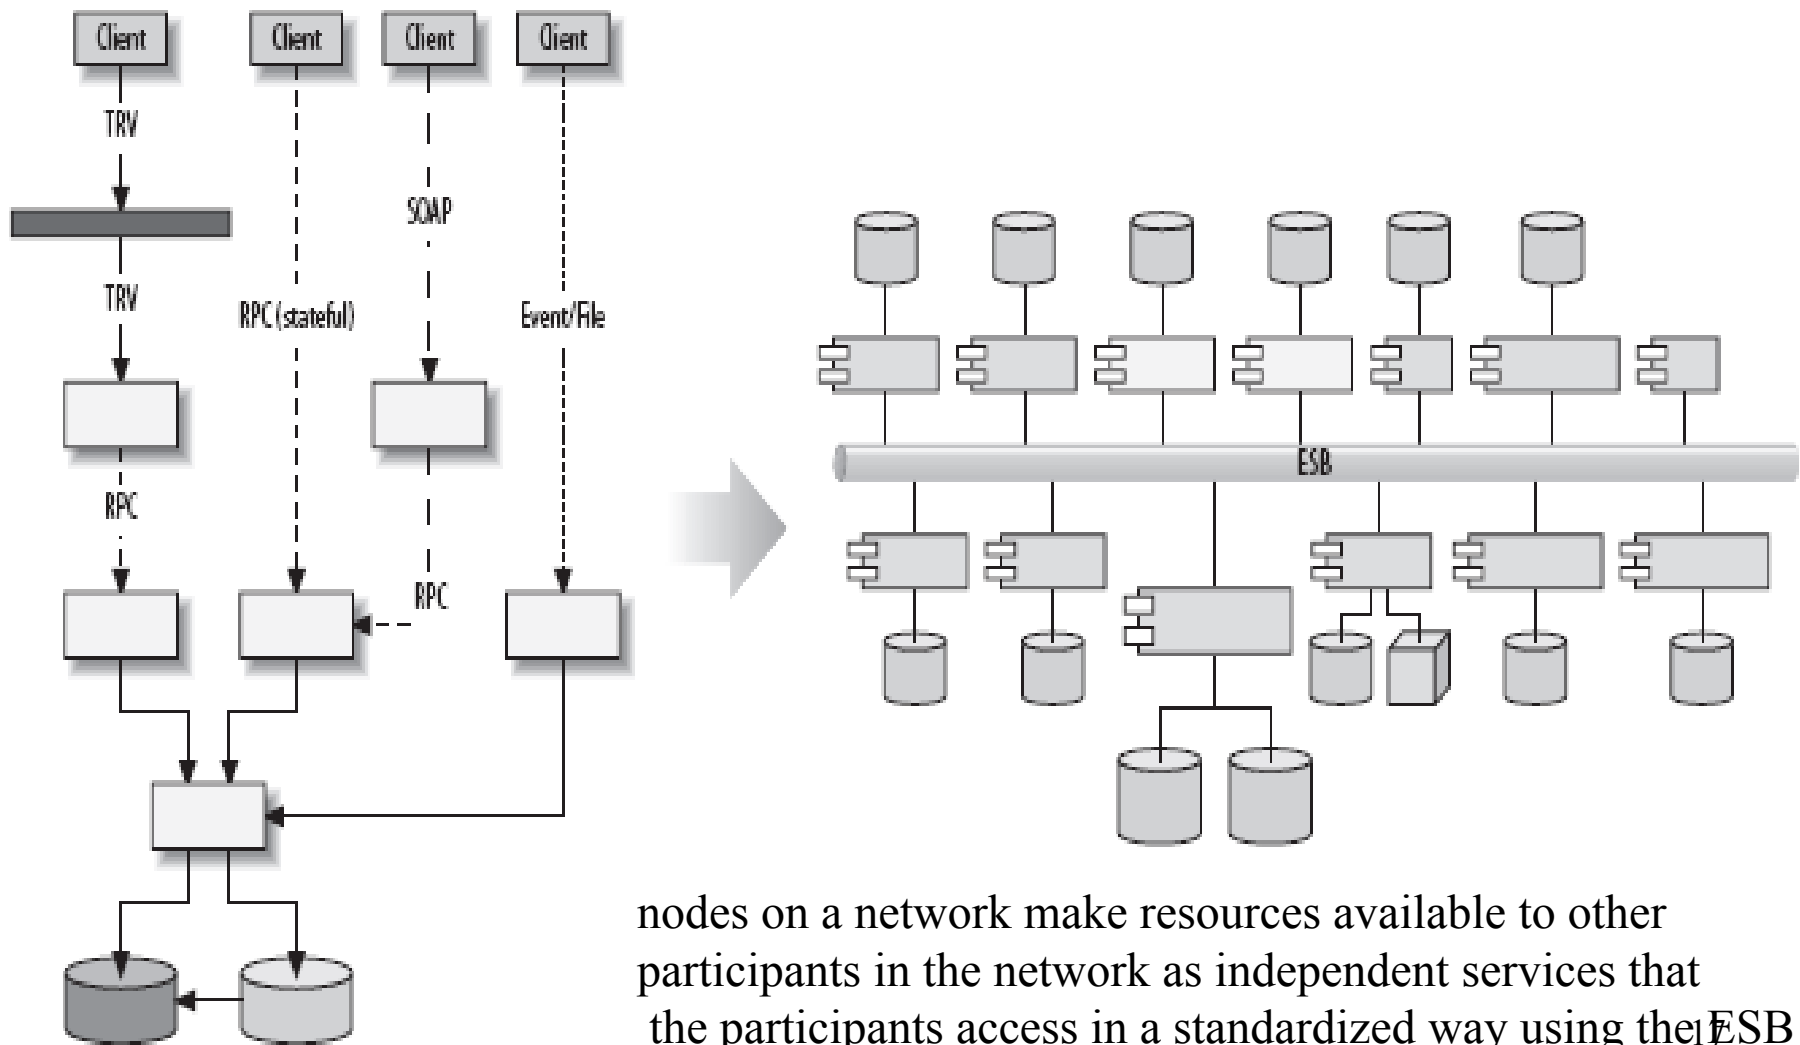 Client
Client
Client
Client
TRV
SOAP
TRV
RPC (stateful)
Event/File
RPC
RPC
ESB
nodes on a network make resources available to other
participants in the network as independent services that
the participants access in a standardized way using the ESB
17